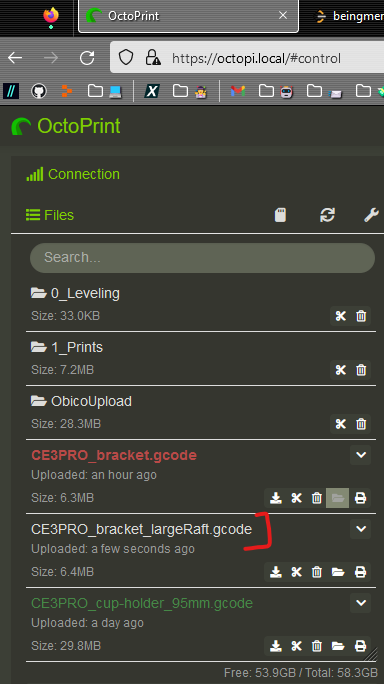 OctoPrint
beingmer
https://octopi.local/#control
OctoPrint
Connection
Files
Search...
0_Leveling
Size: 33.0KB
1_Prints
Size: 7.2MB
ObicoUpload
Size: 28.3MB
CE3PRO_bracket.gcode
Uploaded: an hour ago
Size: 6.3MB
CE3PRO_bracket_largeRaft.gcode
Uploaded: a few seconds ago
Size: 6.4MB
CE3PRO_cup-holder_95mm.gcode
Uploaded: a day ago
Size: 29.8MB
Free: 53.9GB / Total: 58.3GB